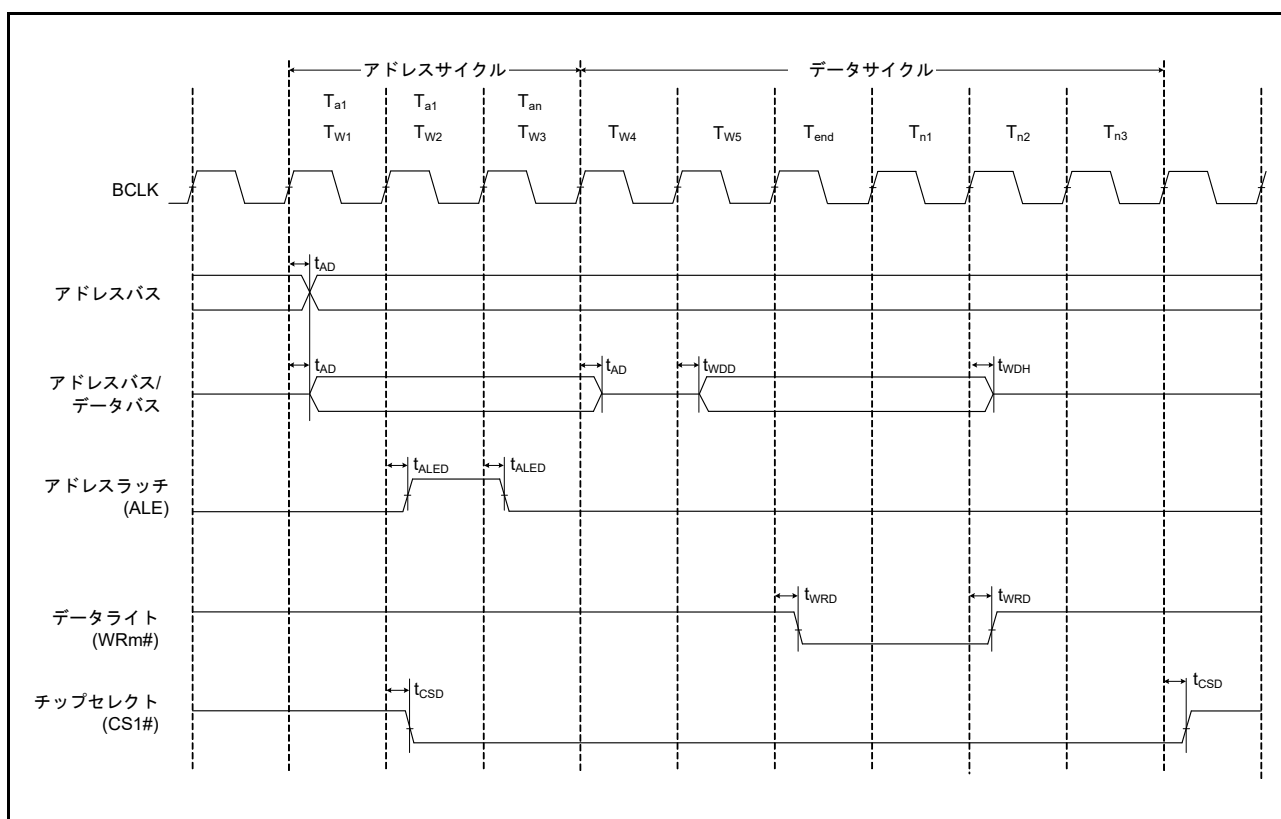 アドレスサイクル データサイクル
Ta1 Ta1 Tan
TW1 TW2 TW3 TW4 TW5 Tend Tn1 Tn2 Tn3
BCLK
tAD
アドレスバス
tAD tAD tWDD tWDH
アドレスバス/
データバス
tALED tALED
アドレスラッチ
(ALE)
tWRD tWRD
データライト
(WRm#)
tCSD tCSD
チップセレクト
(CS1#)